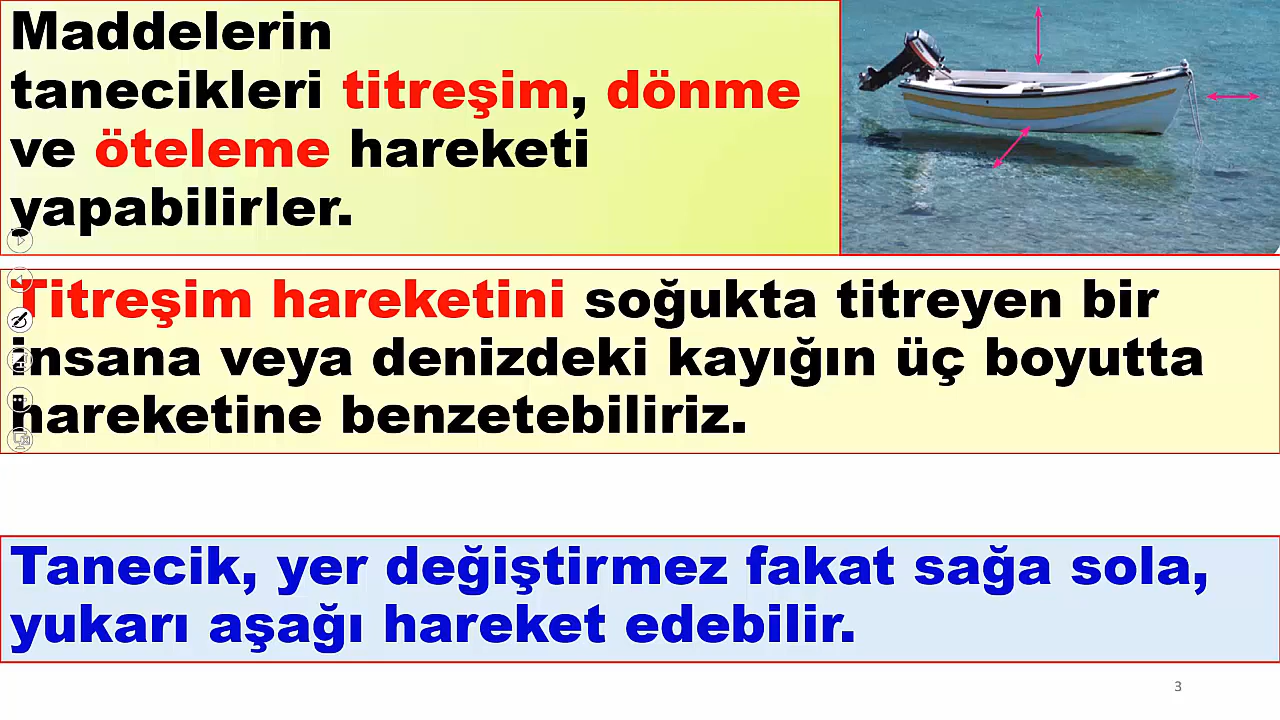 Maddelerin
tanecikleri titreşim, dönme
ve öteleme hareketi
yapabilirler.
Titreşim hareketini soğukta titreyen bir
insana veya denizdeki kayığın üç boyutta
hareketine benzetebiliriz.
Tanecik, yer değiştirmez fakat sağa sola,
yukarı aşağı hareket edebilir.
3